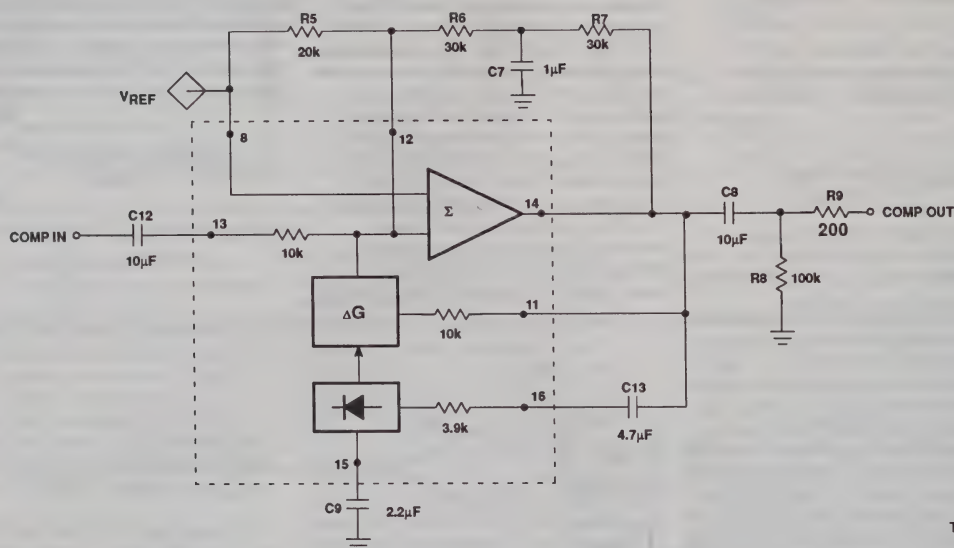 R5
R6
R7
20k
30k
30k
C7
1µF
VREF
8
12
C12
13
14
C8
R9
COMP IN
Σ
COMP OUT
10µF
10k
10µF
200
R8
100k
ΔG
11
10k
16
C13
3.9k
4.7µF
15
C9
2.2µF
T